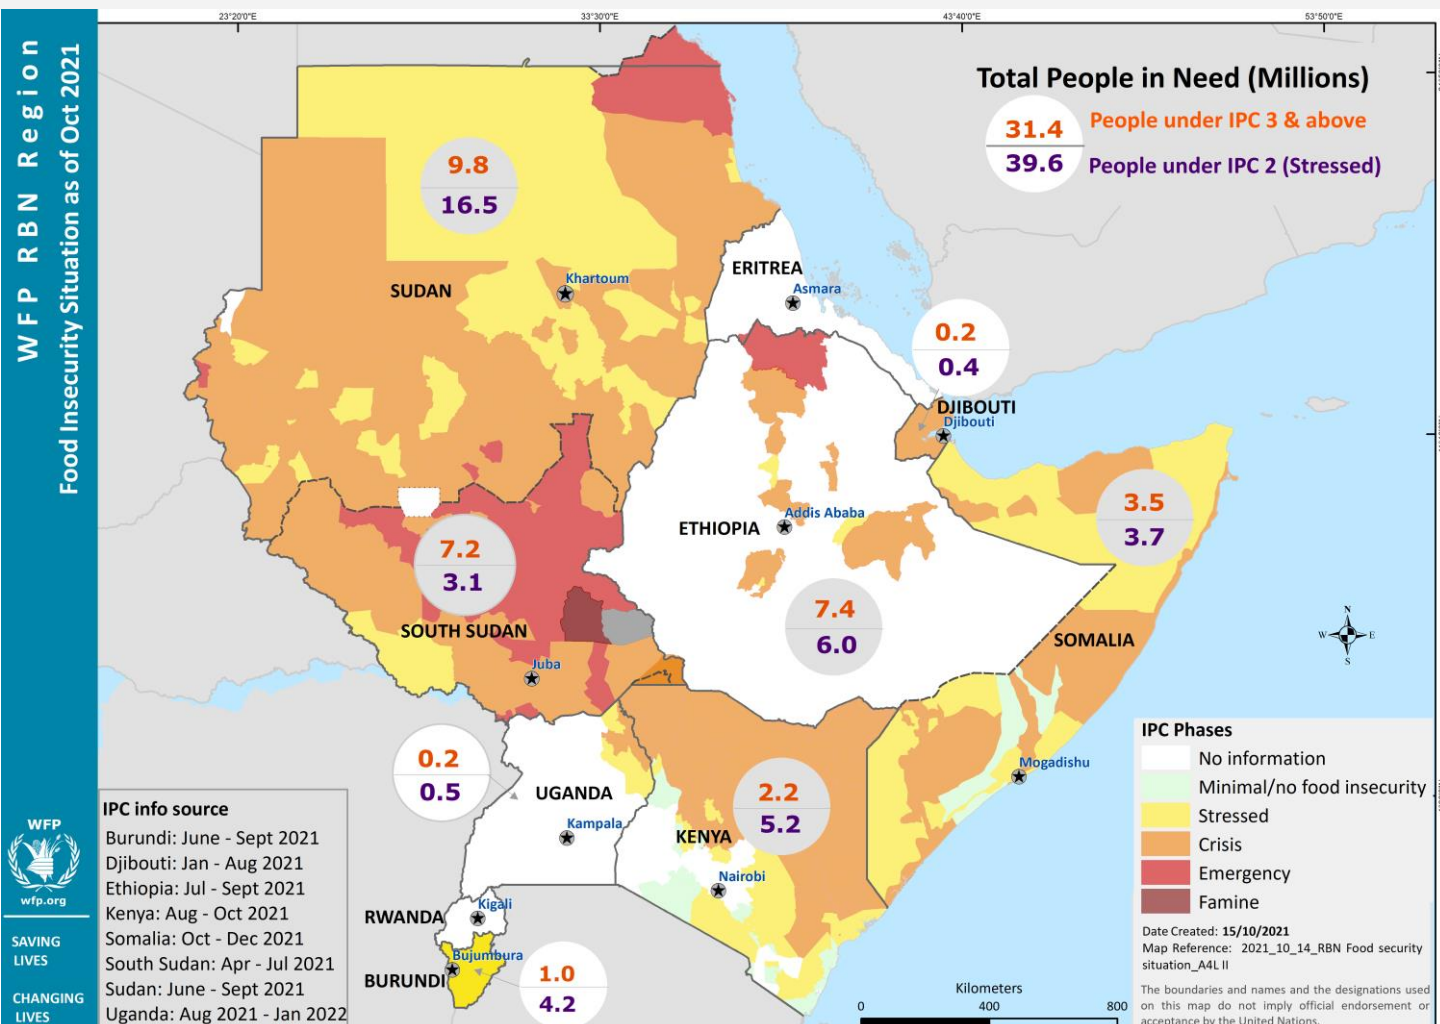 23°20'0"E
33°30'0"E
43°40'0"E
53°50'0"E
WFP RBN Region
Food Insecurity Situation as of Oct 2021
Total People in Need (Millions)
31.4
People under IPC 3 & above
39.6
People under IPC 2 (Stressed)
9.8
16.5
SUDAN
Khartoum
ERITREA
Asmara
0.2
0.4
DJIBOUTI
Djibouti
3.5
3.7
7.2
3.1
SOUTH SUDAN
Juba
ETHIOPIA
Addis Ababa
7.4
6.0
SOMALIA
Mogadishu
N
W
E
S
0.2
0.5
UGANDA
Kampala
2.2
5.2
KENYA
Nairobi
RWANDA
Kigali
BURUNDI
Bujumbura
1.0
4.2
IPC info source
Burundi: June - Sept 2021
Djibouti: Jan - Aug 2021
Ethiopia: Jul - Sept 2021
Kenya: Aug - Oct 2021
Somalia: Oct - Dec 2021
South Sudan: Apr - Jul 2021
Sudan: June - Sept 2021
Uganda: Aug 2021 - Jan 2022
WFP
wfp.org
SAVING
LIVES
CHANGING
LIVES
IPC Phases
No information
Minimal/no food insecurity
Stressed
Crisis
Emergency
Famine
Date Created: 15/10/2021
Map Reference: 2021_10_14_RBN Food security
situation_A4L II
The boundaries and names and the designations used
on this map do not imply official endorsement or
acceptance by the United Nations.
Kilometers
0
400
800